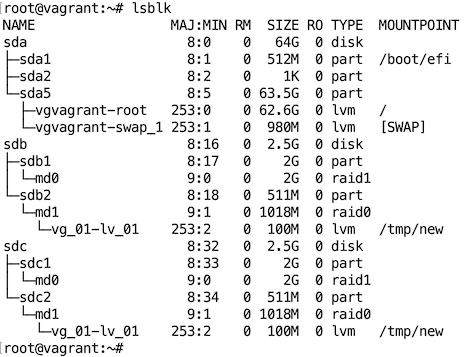 [root@vagrant:~# lsblk
NAME                 MAJ:MIN RM  SIZE RO TYPE  MOUNTPOINT
sda                    8:0    0   64G  0 disk
├─sda1                 8:1    0  512M  0 part  /boot/efi
├─sda2                 8:2    0    1K  0 part
└─sda5                 8:5    0 63.5G  0 part
  ├─vgvagrant-root   253:0    0 62.6G  0 lvm   /
  └─vgvagrant-swap_1 253:1    0  980M  0 lvm   [SWAP]
sdb                    8:16   0  2.5G  0 disk
├─sdb1                 8:17   0    2G  0 part
│ └─md0                9:0    0    2G  0 raid1
└─sdb2                 8:18   0  511M  0 part
  └─md1                9:1    0 1018M  0 raid0
    └─vg_01-lv_01    253:2    0  100M  0 lvm   /tmp/new
sdc                    8:32   0  2.5G  0 disk
├─sdc1                 8:33   0    2G  0 part
│ └─md0                9:0    0    2G  0 raid1
└─sdc2                 8:34   0  511M  0 part
  └─md1                9:1    0 1018M  0 raid0
    └─vg_01-lv_01    253:2    0  100M  0 lvm   /tmp/new
[root@vagrant:~#